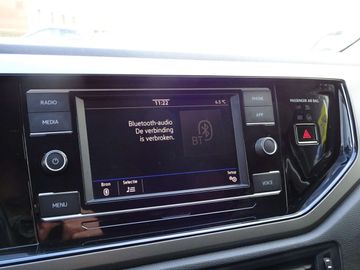 11:22
6.5 °C
RADIO
MEDIA
MENU
PHONE
APP
VOICE
PASSENGER AIR BAG
Bluetooth-audio
De verbinding
is verbroken.
BT
Bron
Selectie
Setup